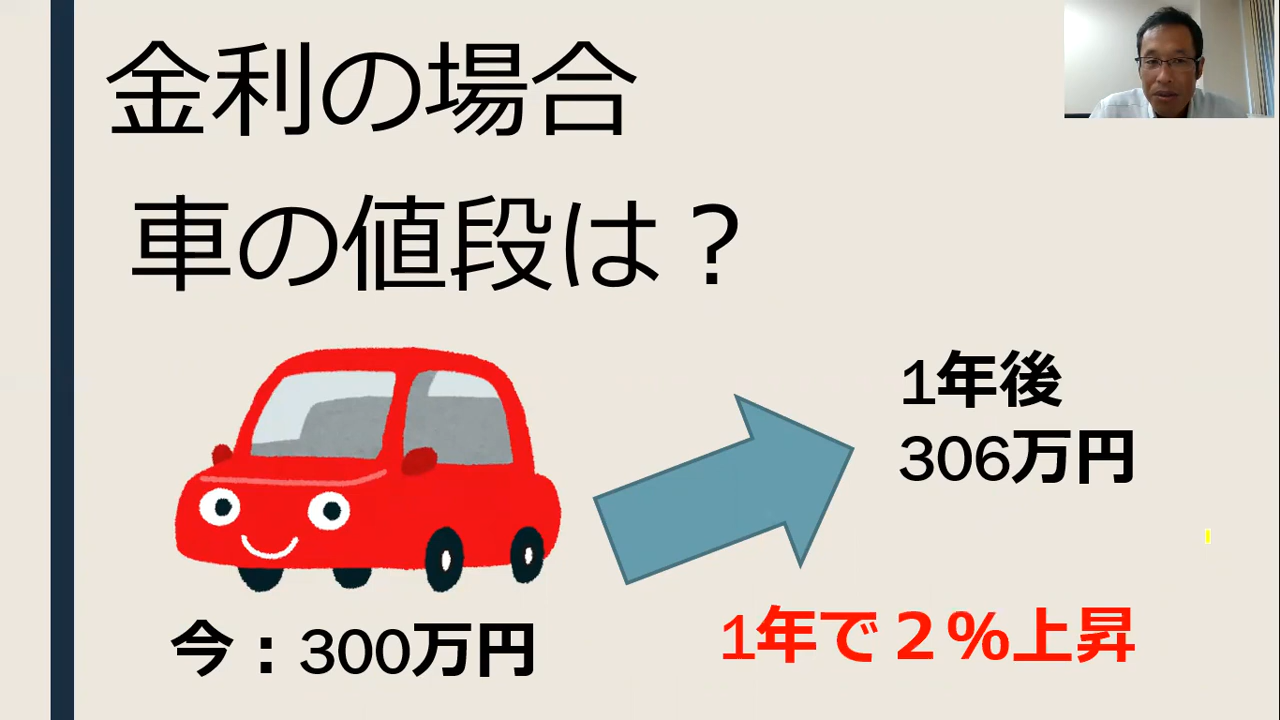 金利の場合
車の値段は？
1年後
306万円
今：300万円
1年で２％上昇